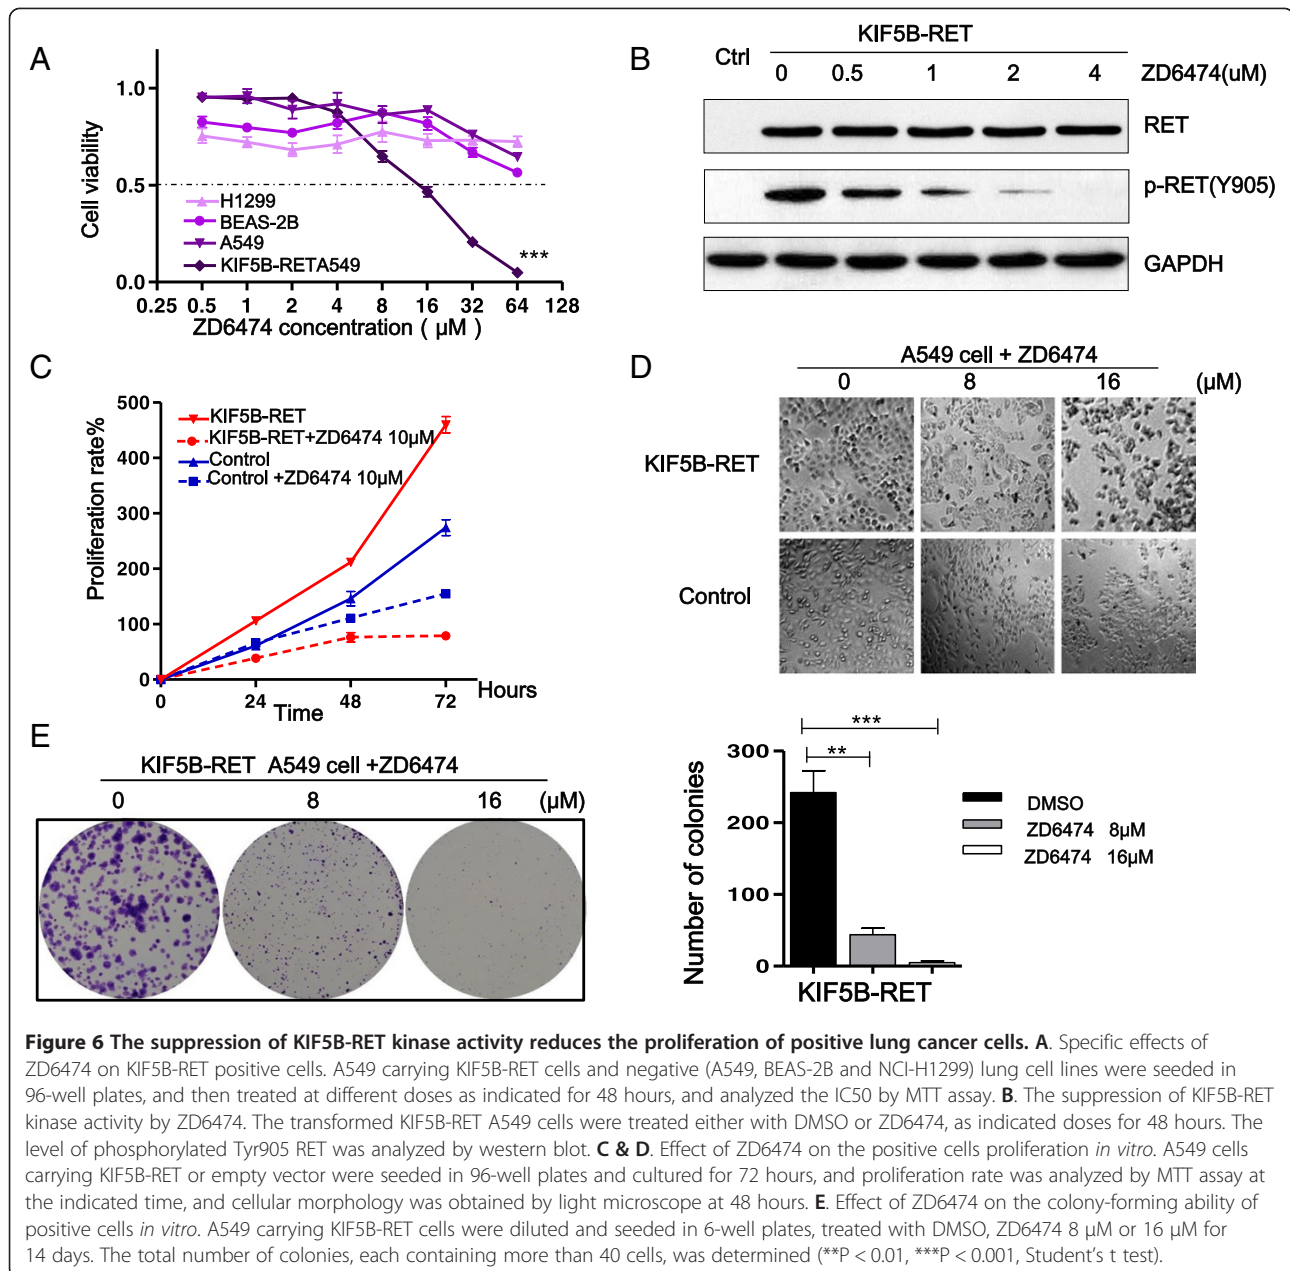 A
1.0
0.5
0.0
Cell viability
H1299
BEAS-2B
A549
KIF5B-RETA549
***
0.25 0.5 1 2 4 8 16 32 64 128
ZD6474 concentration ( μM )
B
KIF5B-RET
Ctrl
0 0.5 1 2 4 ZD6474(uM)
RET
p-RET(Y905)
GAPDH
C
500
400
300
200
100
0
Proliferation rate%
KIF5B-RET
KIF5B-RET+ZD6474 10μM
Control
Control +ZD6474 10μM
0 24 48 72 Hours
Time
D
A549 cell + ZD6474
0 8 16 (μM)
KIF5B-RET
Control
E
KIF5B-RET A549 cell +ZD6474
0 8 16 (μM)
***
**
300
200
100
0
Number of colonies
KIF5B-RET
DMSO
ZD6474 8μM
ZD6474 16μM
Figure 6 The suppression of KIF5B-RET kinase activity reduces the proliferation of positive lung cancer cells. A. Specific effects of
ZD6474 on KIF5B-RET positive cells. A549 carrying KIF5B-RET cells and negative (A549, BEAS-2B and NCI-H1299) lung cell lines were seeded in
96-well plates, and then treated at different doses as indicated for 48 hours, and analyzed the IC50 by MTT assay. B. The suppression of KIF5B-RET
kinase activity by ZD6474. The transformed KIF5B-RET A549 cells were treated either with DMSO or ZD6474, as indicated doses for 48 hours. The
level of phosphorylated Tyr905 RET was analyzed by western blot. C & D. Effect of ZD6474 on the positive cells proliferation in vitro. A549 cells
carrying KIF5B-RET or empty vector were seeded in 96-well plates and cultured for 72 hours, and proliferation rate was analyzed by MTT assay at
the indicated time, and cellular morphology was obtained by light microscope at 48 hours. E. Effect of ZD6474 on the colony-forming ability of
positive cells in vitro. A549 carrying KIF5B-RET cells were diluted and seeded in 6-well plates, treated with DMSO, ZD6474 8 μM or 16 μM for
14 days. The total number of colonies, each containing more than 40 cells, was determined (**P < 0.01, ***P < 0.001, Student's t test).